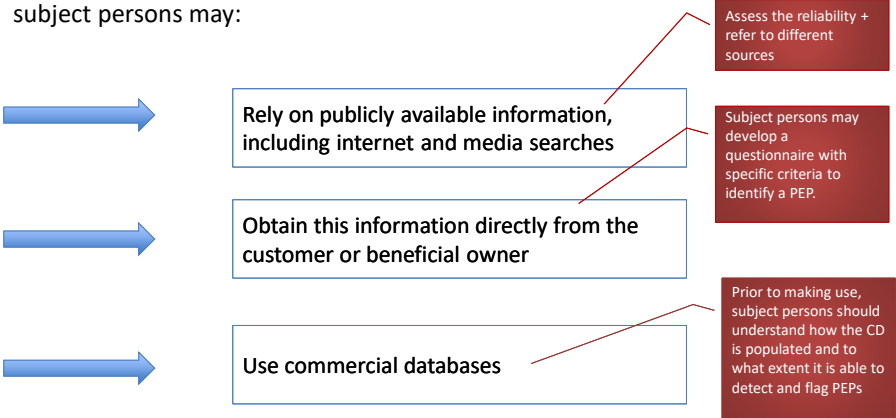 subject persons may:
Assess the reliability +
refer to different
sources
Rely on publicly available information,
including internet and media searches
Subject persons may
develop a
questionnaire with
specific criteria to
identify a PEP.
Obtain this information directly from the
customer or beneficial owner
Prior to making use,
subject persons should
understand how the CD
is populated and to
what extent it is able to
detect and flag PEPs
Use commercial databases